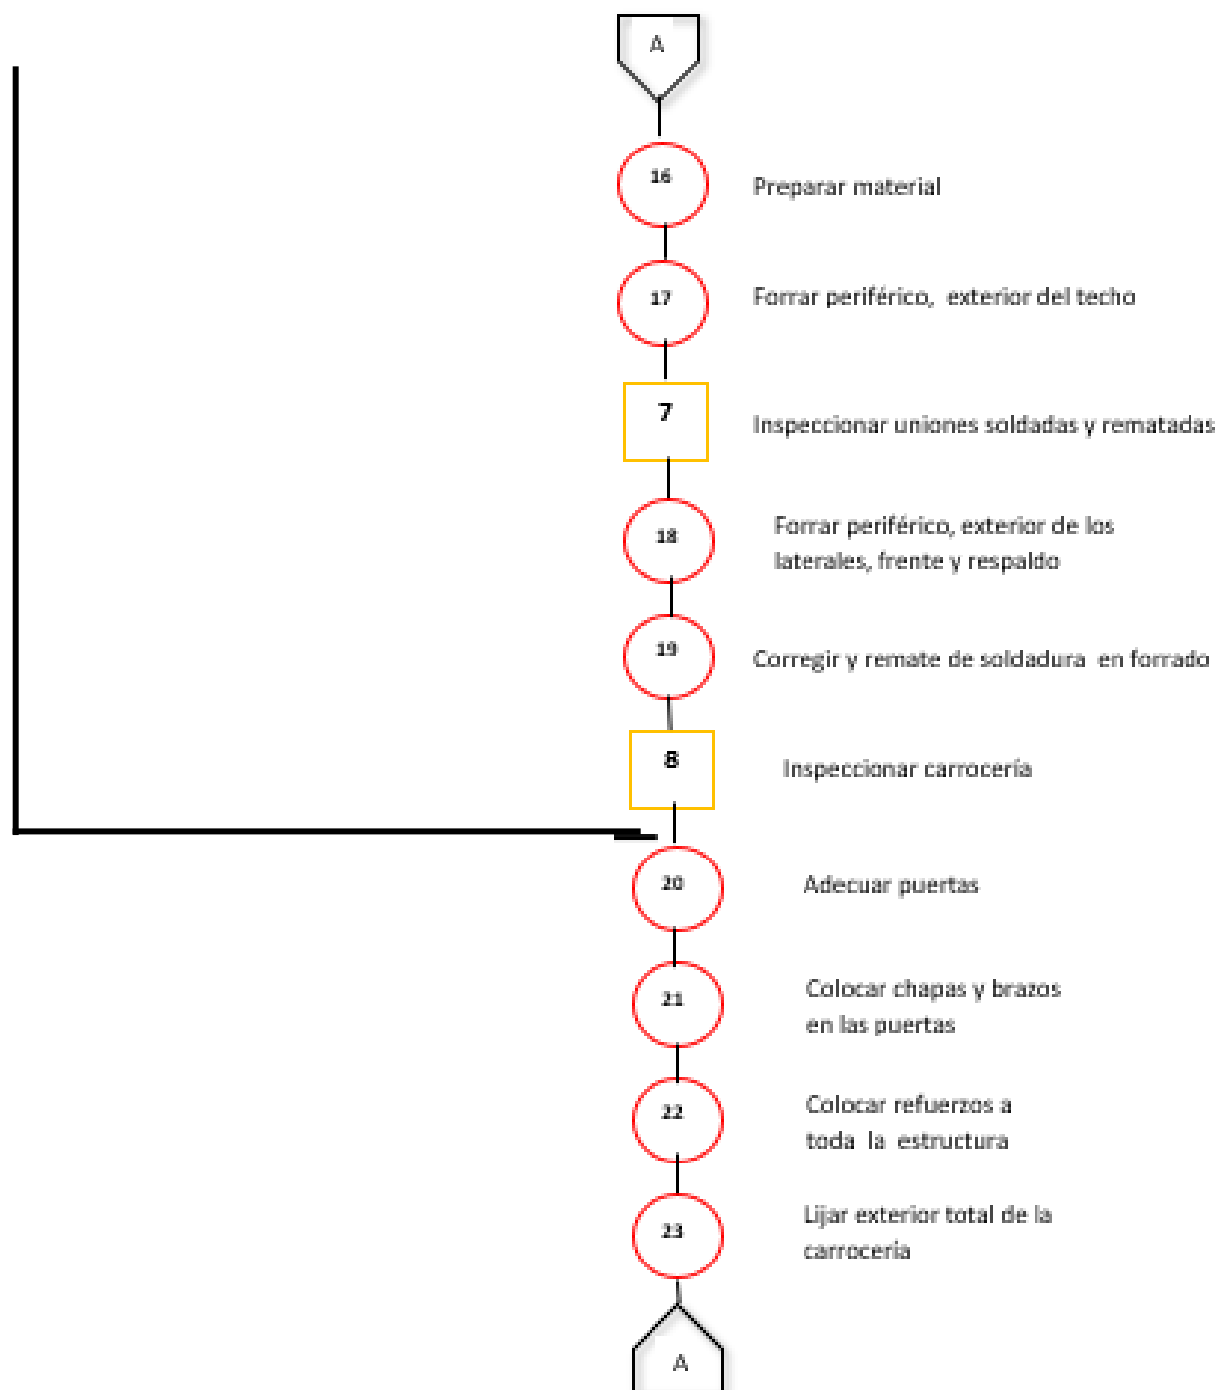 A
16
Preparar material
17
Forrar periférico, exterior del techo
7
Inspeccionar uniones soldadas y rematadas
18
Forrar periférico, exterior de los
laterales, frente y respaldo
19
Corregir y remate de soldadura en forrado
8
Inspeccionar carrocería
20
Adecuar puertas
21
Colocar chapas y brazos
en las puertas
22
Colocar refuerzos a
toda la estructura
23
Lijar exterior total de la
carrocería
A